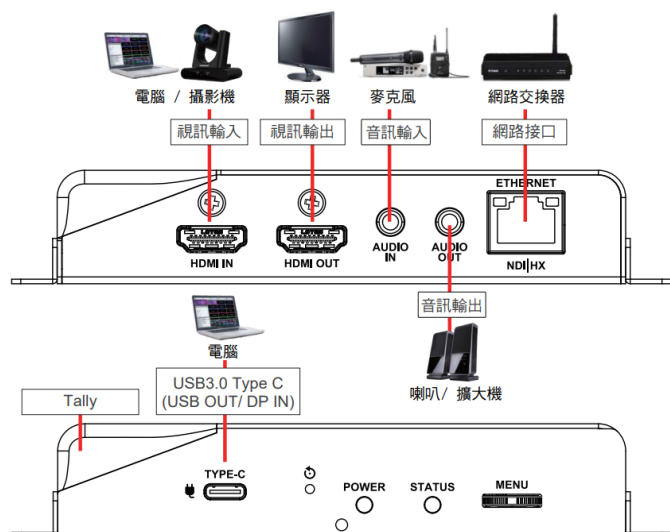 電腦 / 攝影機
顯示器
麥克風
網路交換器
視訊輸入
視訊輸出
音訊輸入
網路接口
ETHERNET
HDMI IN
HDMI OUT
AUDIO
IN
AUDIO
OUT
NDI|HX
音訊輸出
電腦
喇叭/ 擴大機
USB3.0 Type C
(USB OUT/ DP IN)
Tally
TYPE-C
POWER
STATUS
MENU